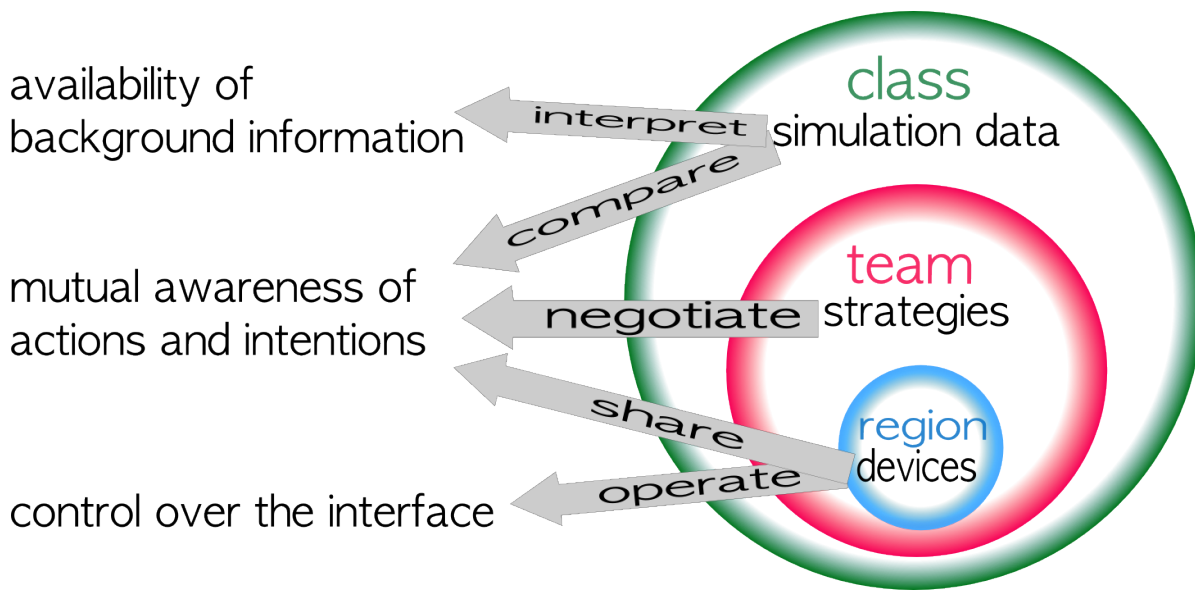 availability of
background information
mutual awareness of
actions and intentions
control over the interface
interpret
compare
negotiate
share
operate
class
simulation data
team
strategies
region
devices